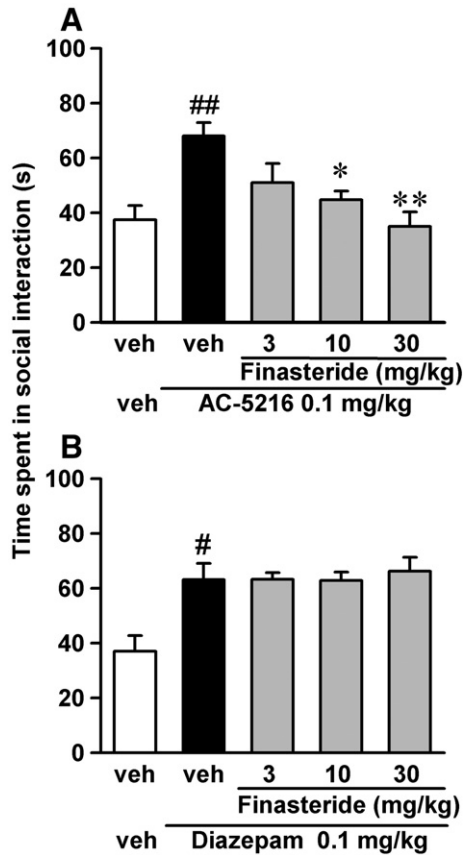 A
Time spent in social interaction (s)
100
80
60
40
20
0
##
*
**
veh veh 3 10 30
Finasteride (mg/kg)
veh AC-5216 0.1 mg/kg
B
100
80
60
40
20
0
#
veh veh 3 10 30
Finasteride (mg/kg)
veh Diazepam 0.1 mg/kg